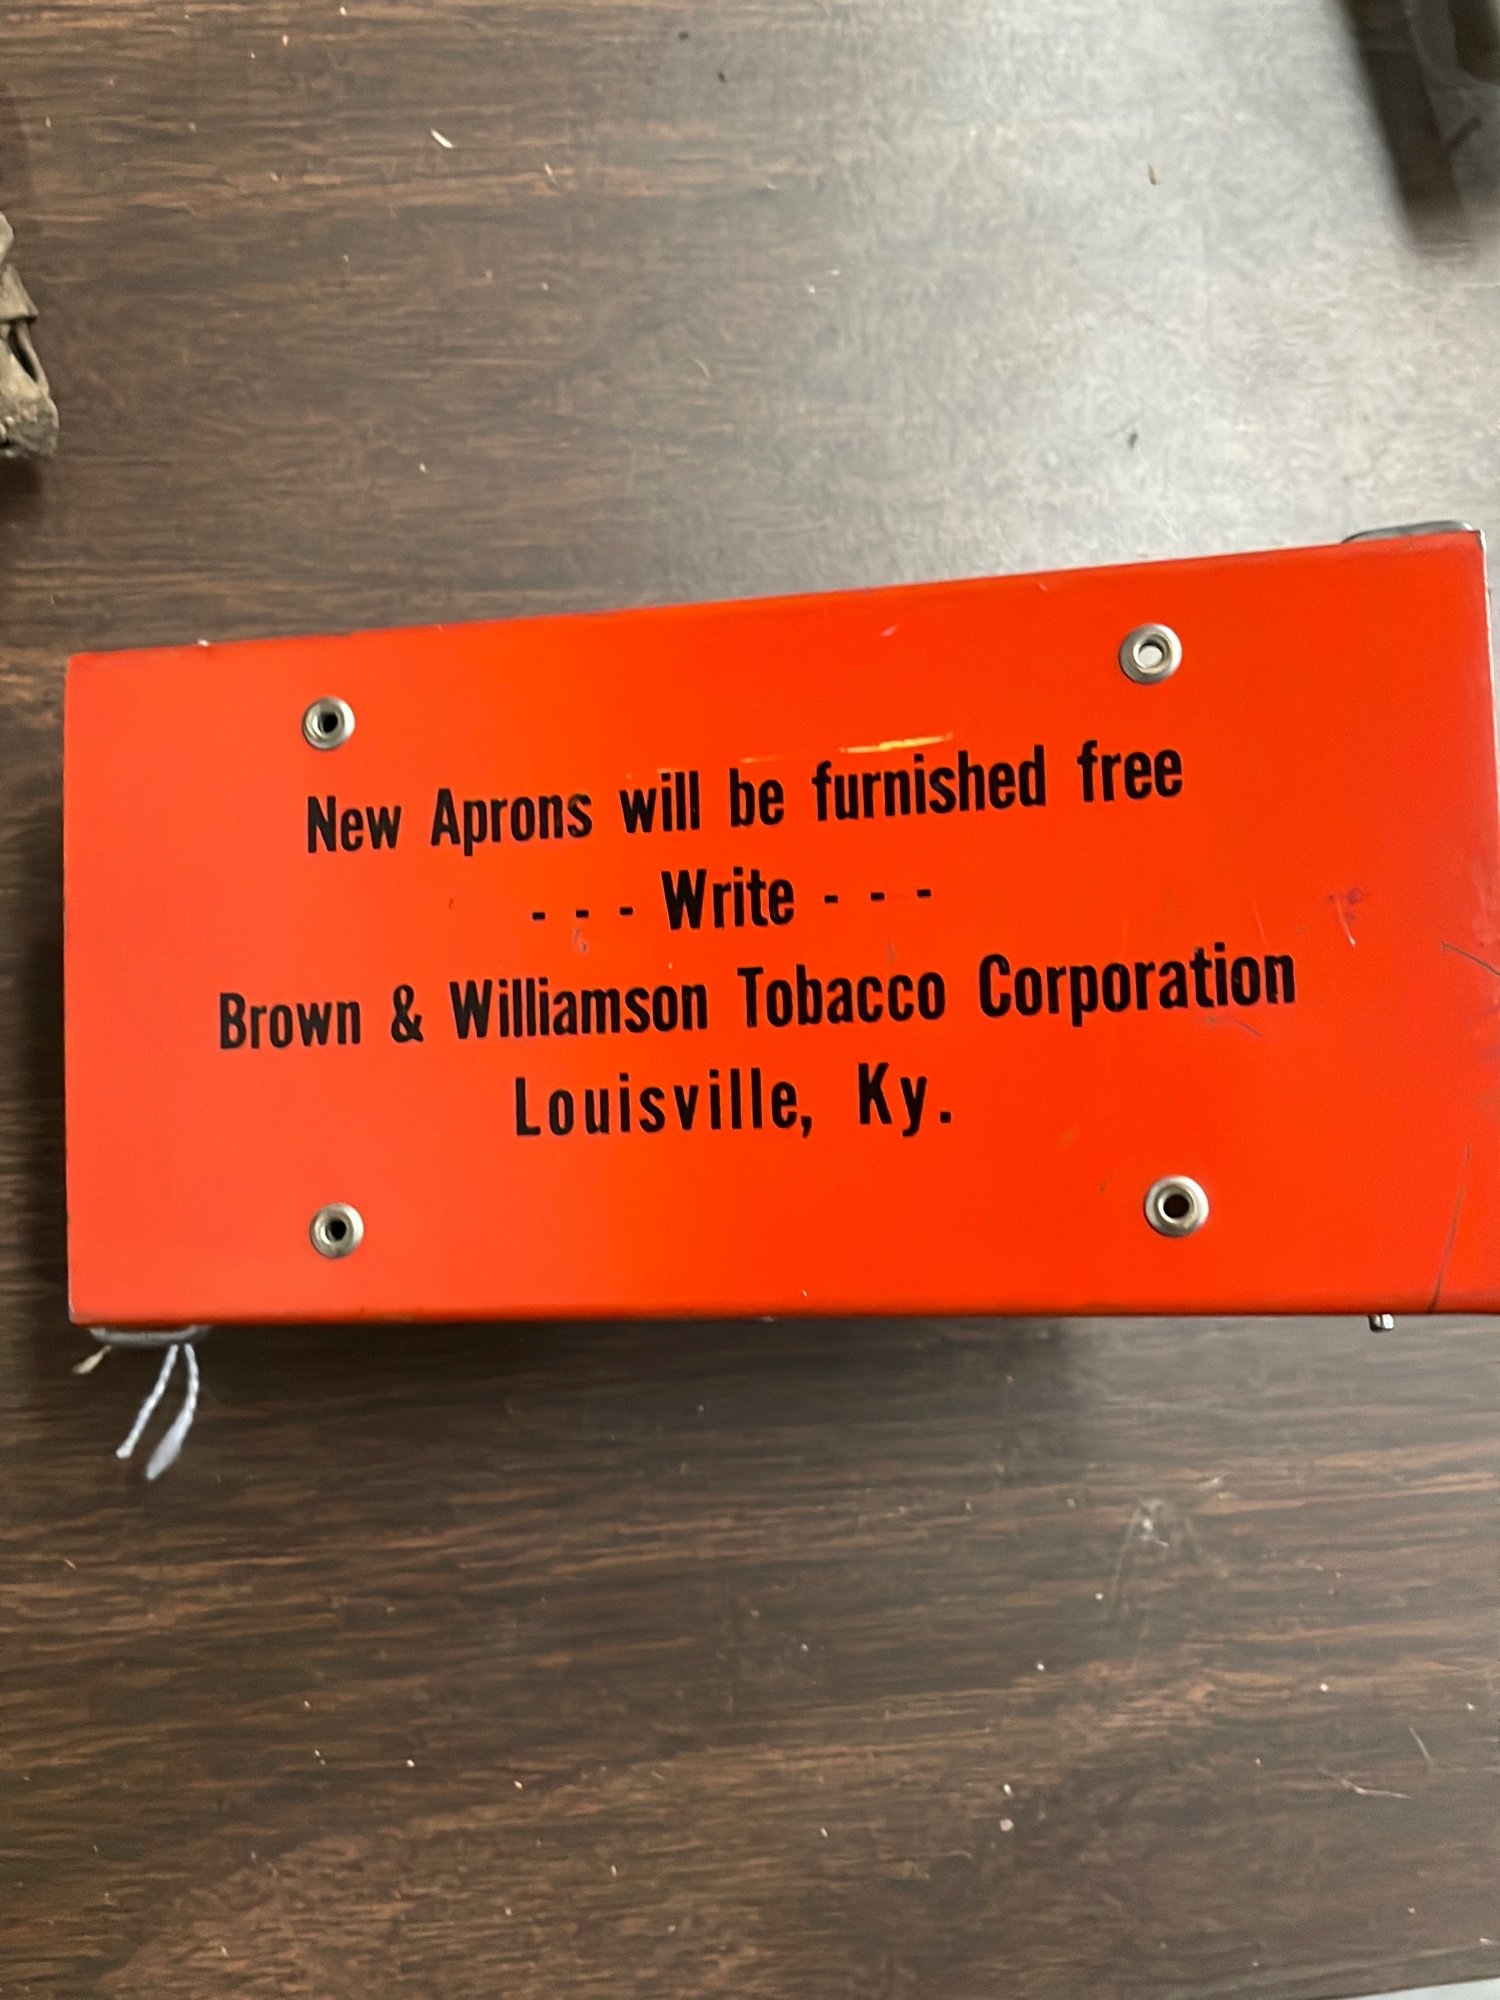 New Aprons will be furnished free
- - - Write - - -
Brown & Williamson Tobacco Corporation
Louisville, Ky.